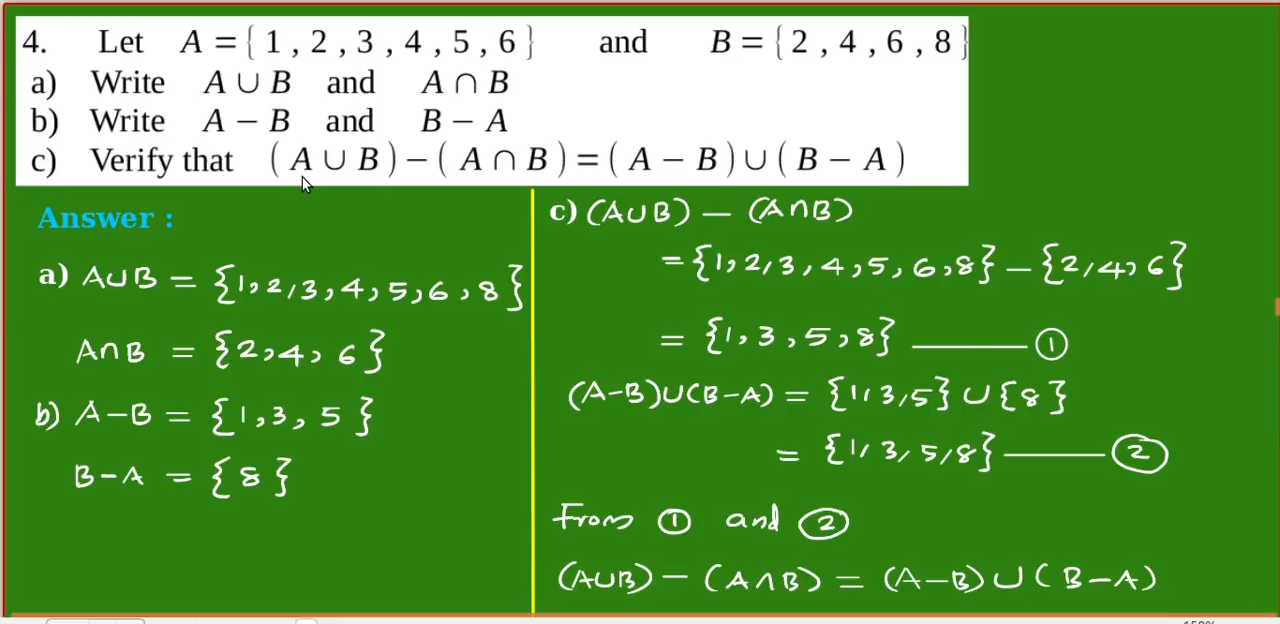 4. Let A = { 1 , 2 , 3 , 4 , 5 , 6 } and B = { 2 , 4 , 6 , 8 }
a) Write A ∪ B and A ∩ B
b) Write A − B and B − A
c) Verify that ( A ∪ B ) − ( A ∩ B ) = ( A − B ) ∪ ( B − A )
Answer :
a) A∪B = {1,2,3,4,5,6,8}
A∩B = {2,4,6}
b) A−B = {1,3,5}
B−A = {8}
c) (A∪B) − (A∩B)
= {1,2,3,4,5,6,8} − {2,4,6}
= {1,3,5,8} ——— ①
(A−B)∪(B−A) = {1,3,5} ∪ {8}
= {1,3,5,8} ——— ②
From ① and ②
(A∪B) − (A∩B) = (A−B) ∪ (B−A)